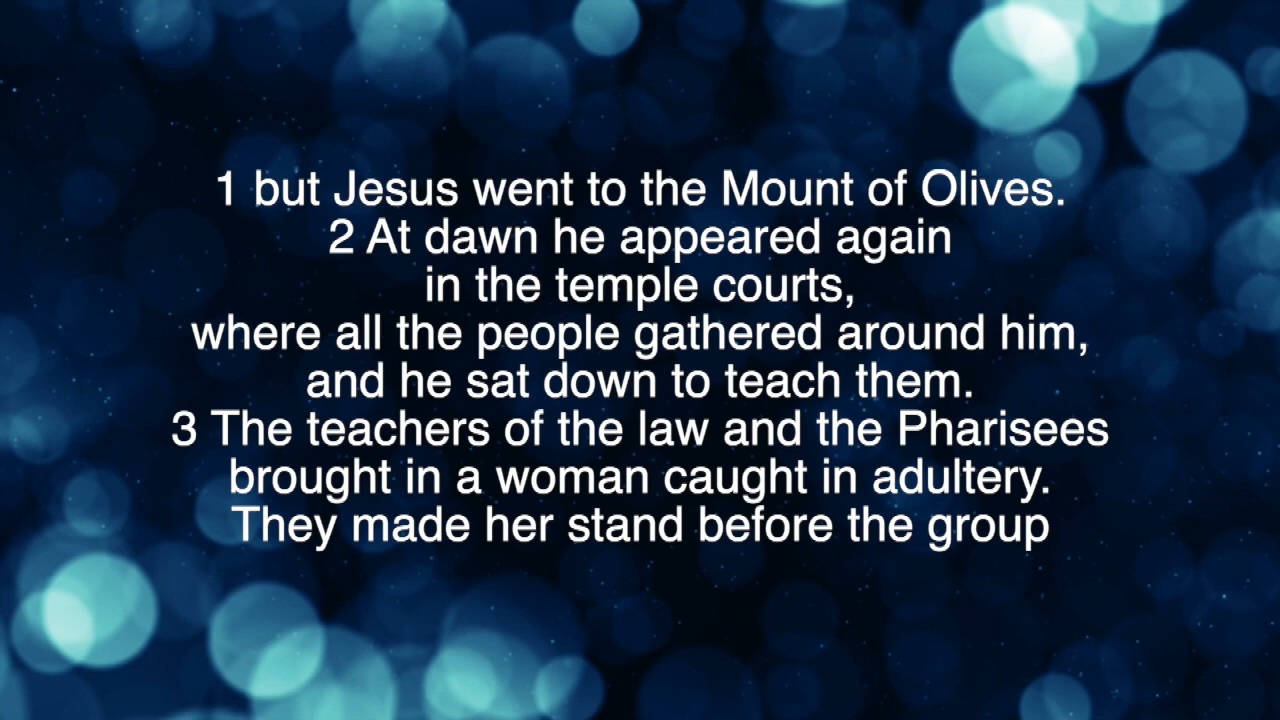 1 but Jesus went to the Mount of Olives.
2 At dawn he appeared again
in the temple courts,
where all the people gathered around him,
and he sat down to teach them.
3 The teachers of the law and the Pharisees
brought in a woman caught in adultery.
They made her stand before the group